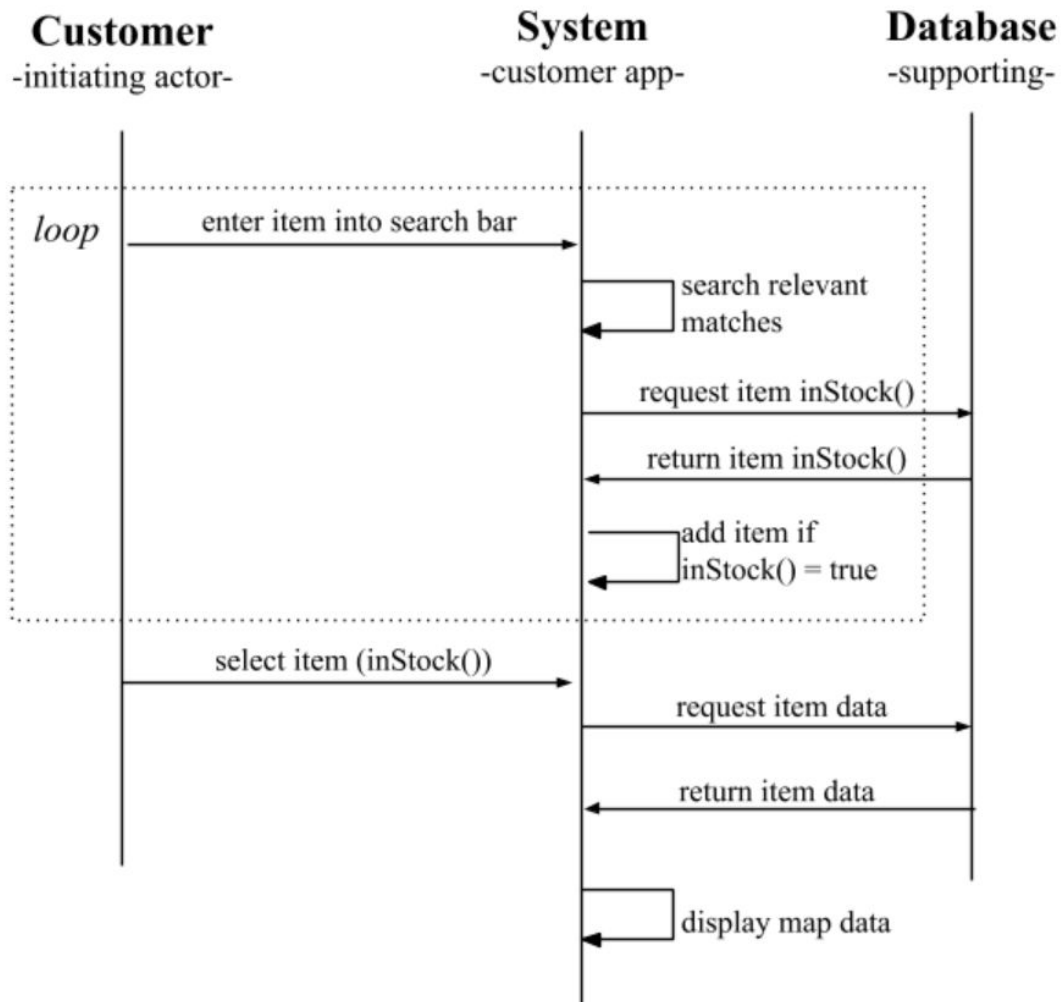 Customer
-initiating actor-
System
-customer app-
Database
-supporting-
loop
enter item into search bar
search relevant
matches
request item inStock()
return item inStock()
add item if
inStock() = true
select item (inStock())
request item data
return item data
display map data